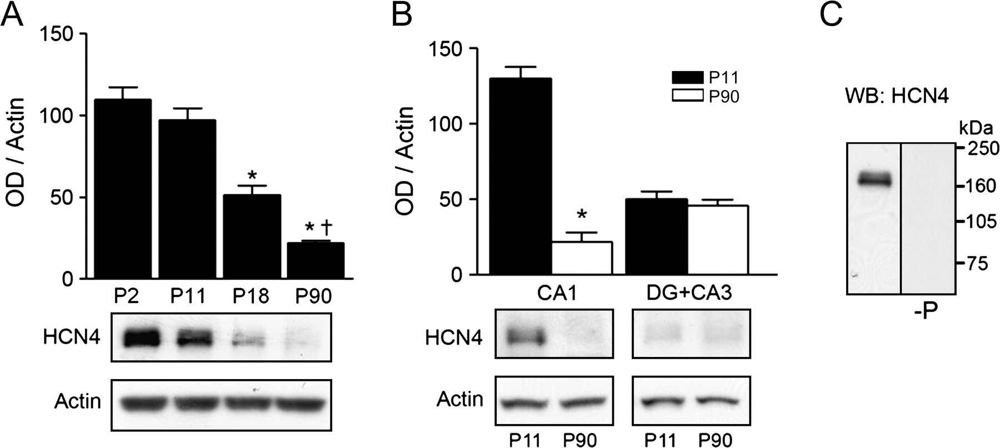 A
OD / Actin
150
100
50
0
*
* †
P2 P11 P18 P90
HCN4
Actin
B
OD / Actin
150
100
50
0
P11
P90
*
CA1 DG+CA3
HCN4
Actin
P11 P90 P11 P90
C
WB: HCN4
kDa
250
160
105
75
-P